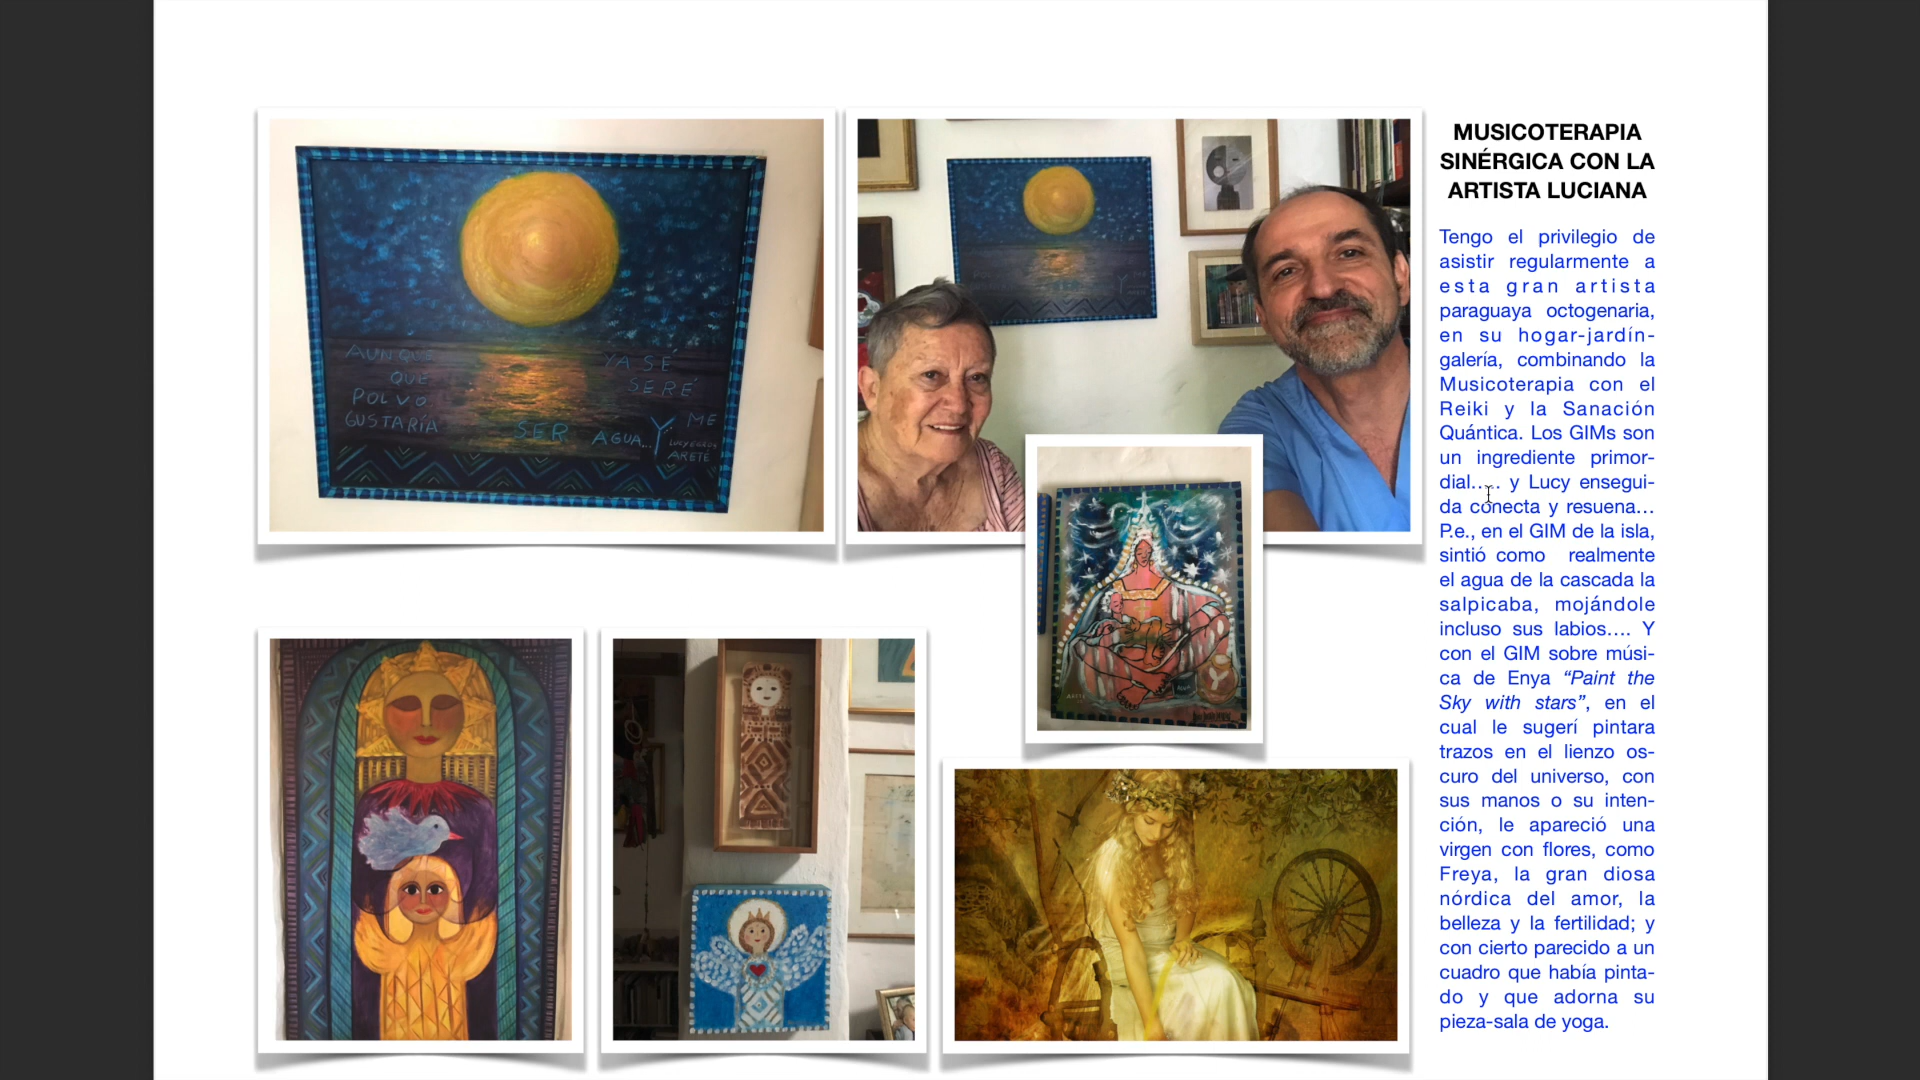 AUNQUE YA SÉ
QUE SERÉ
POLVO. Y ME
GUSTARÍA SER AGUA...
ARETÉ
MUSICOTERAPIA
SINÉRGICA CON LA
ARTISTA LUCIANA
Tengo el privilegio de
asistir regularmente a
esta gran artista
paraguaya octogenaria,
en su hogar-jardín-
galería, combinando la
Musicoterapia con el
Reiki y la Sanación
Quántica. Los GIMs son
un ingrediente primor-
dial..... y Lucy ensegui-
da conecta y resuena...
P.e., en el GIM de la isla,
sintió como realmente
el agua de la cascada la
salpicaba, mojándole
incluso sus labios.... Y
con el GIM sobre músi-
ca de Enya “Paint the
Sky with stars”, en el
cual le sugerí pintara
trazos en el lienzo os-
curo del universo, con
sus manos o su inten-
ción, le apareció una
virgen con flores, como
Freya, la gran diosa
nórdica del amor, la
belleza y la fertilidad; y
con cierto parecido a un
cuadro que había pinta-
do y que adorna su
pieza-sala de yoga.